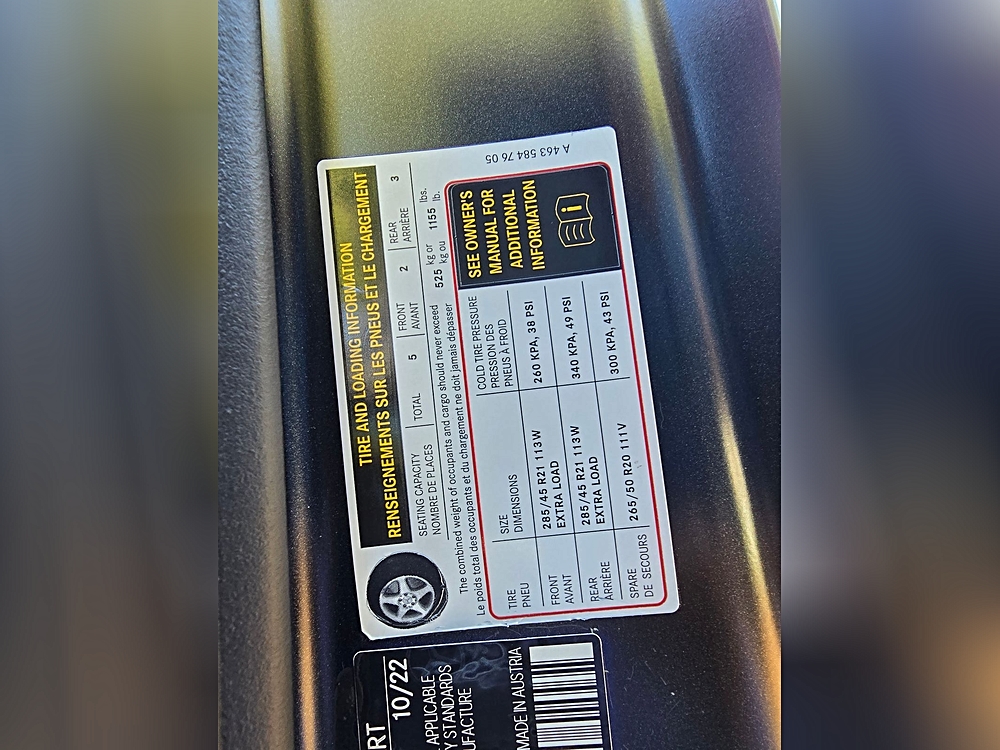 TIRE AND LOADING INFORMATION
RENSEIGNEMENTS SUR LES PNEUS ET LE CHARGEMENT
SEATING CAPACITY TOTAL 5 FRONT 2 REAR 3
NOMBRE DE PLACES AVANT ARRIÈRE
The combined weight of occupants and cargo should never exceed 525 kg or 1155 lbs.
Le poids total des occupants et du chargement ne doit jamais dépasser kg ou lb.
TIRE SIZE COLD TIRE PRESSURE
PNEU DIMENSIONS PRESSION DES
PNEUS À FROID
FRONT 285/45 R21 113W 260 KPA, 38 PSI
AVANT EXTRA LOAD
REAR 285/45 R21 113W 340 KPA, 49 PSI
ARRIÈRE EXTRA LOAD
SPARE 265/50 R20 111V 300 KPA, 43 PSI
DE SECOURS
SEE OWNER'S
MANUAL FOR
ADDITIONAL
INFORMATION
A 463 584 76 05
10/22
APPLICABLE
STANDARDS
MADE IN AUSTRIA